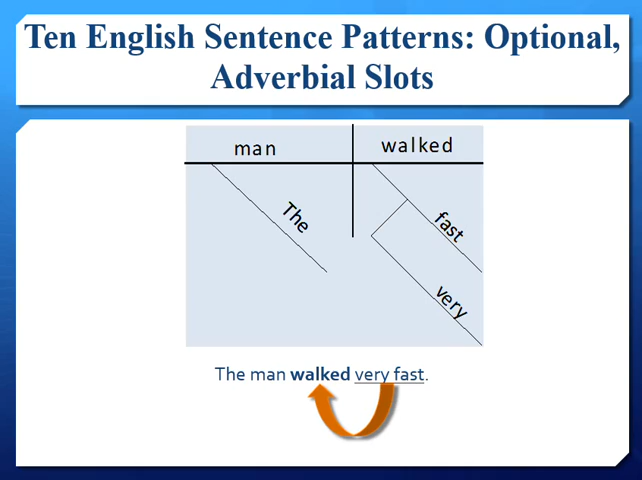 Ten English Sentence Patterns: Optional,
Adverbial Slots
man walked
The
fast
very
The man walked very fast.